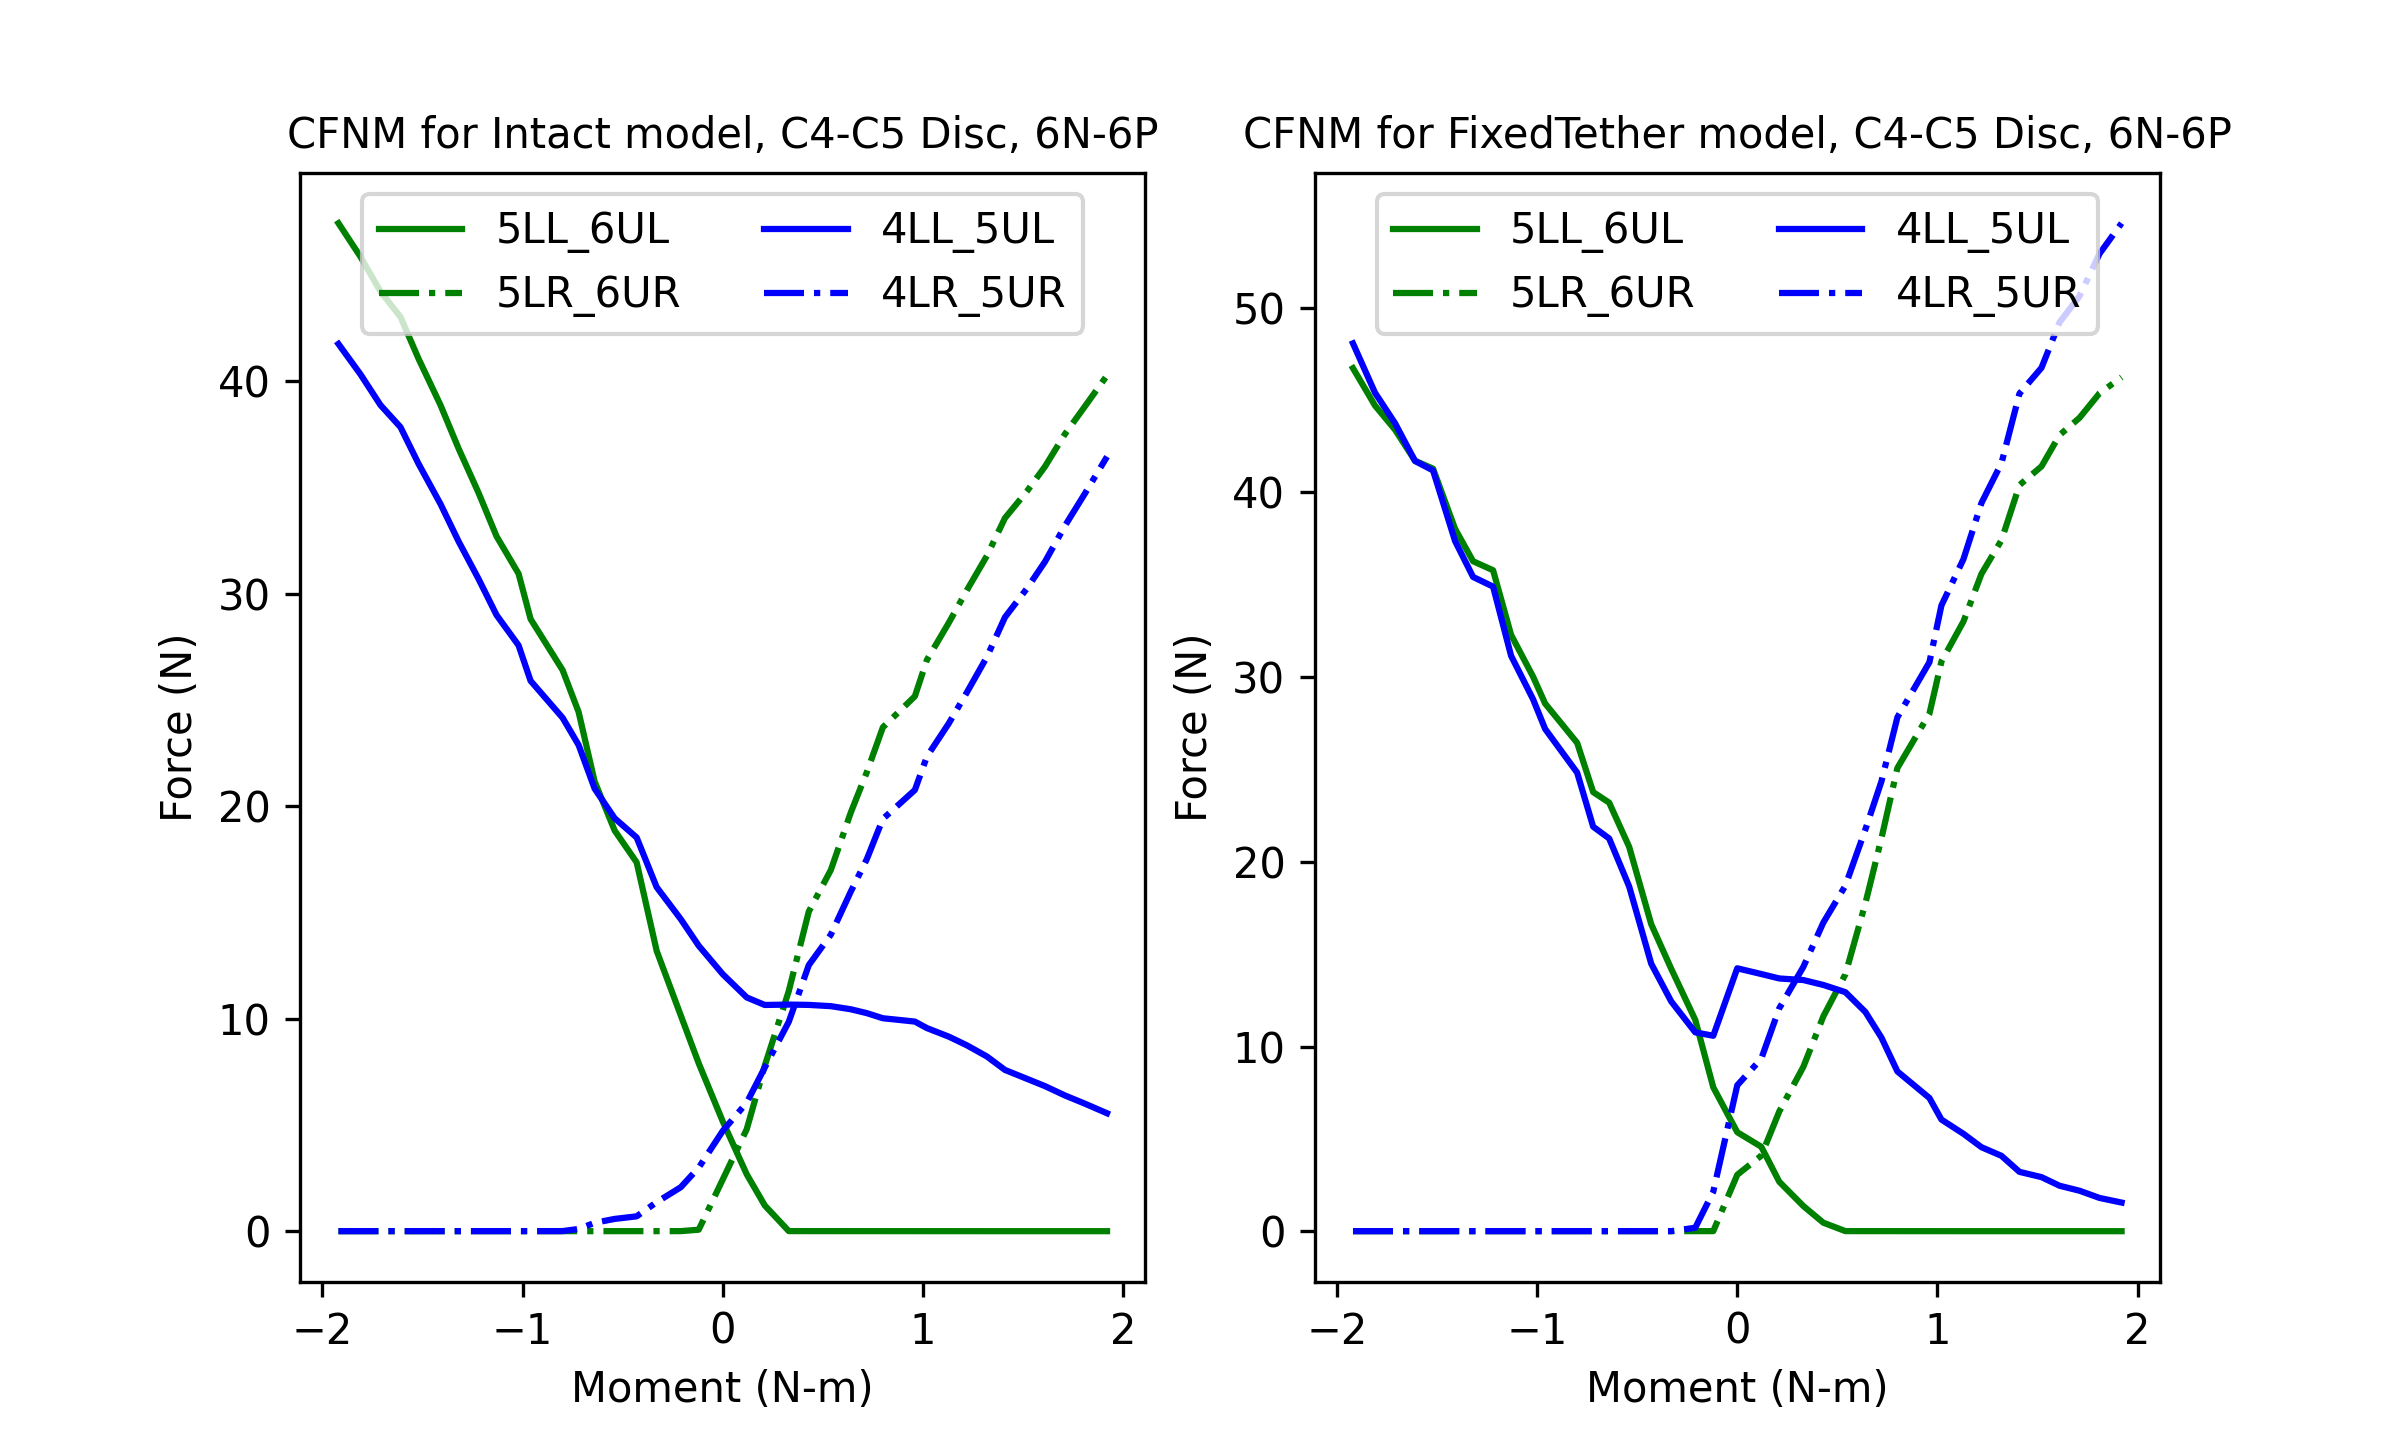 CFNM for Intact model, C4-C5 Disc, 6N-6P
5LL_6UL
5LR_6UR
4LL_5UL
4LR_5UR
40
30
20
10
0
Force (N)
−2
−1
0
1
2
Moment (N-m)
CFNM for FixedTether model, C4-C5 Disc, 6N-6P
5LL_6UL
5LR_6UR
4LL_5UL
4LR_5UR
50
40
30
20
10
0
Force (N)
−2
−1
0
1
2
Moment (N-m)